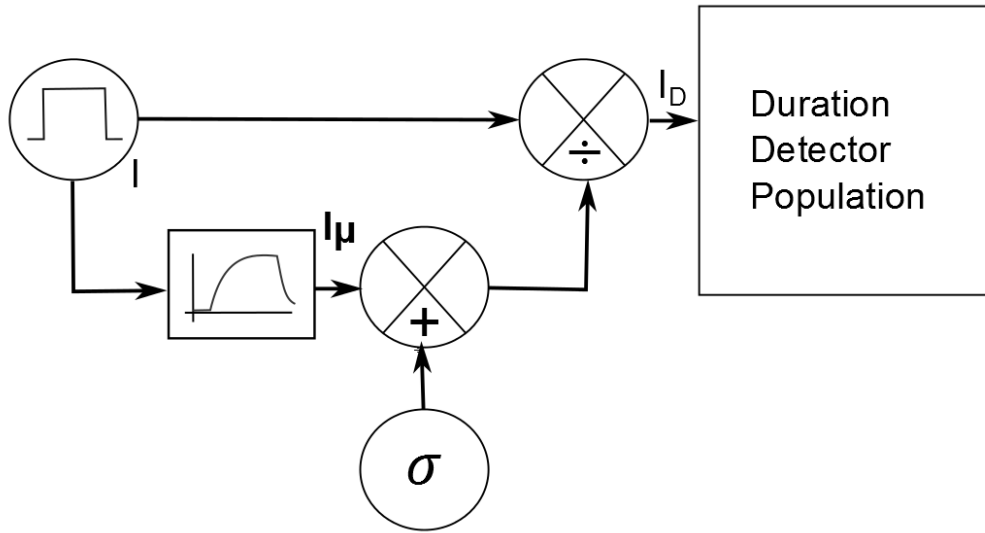 I
I_D
÷
Duration
Detector
Population
Iμ
+
σ